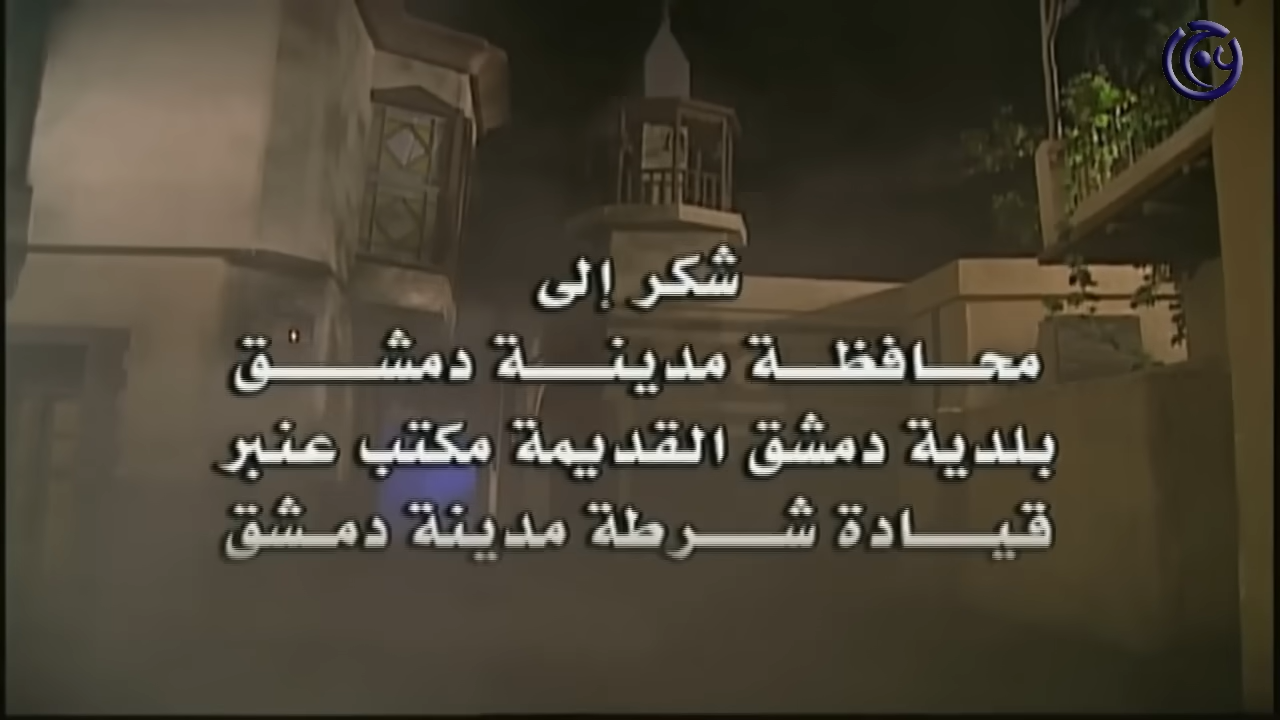 شكر إلى
محافظة مدينة دمشق
بلدية دمشق القديمة مكتب عنبر
قيادة شرطة مدينة دمشق